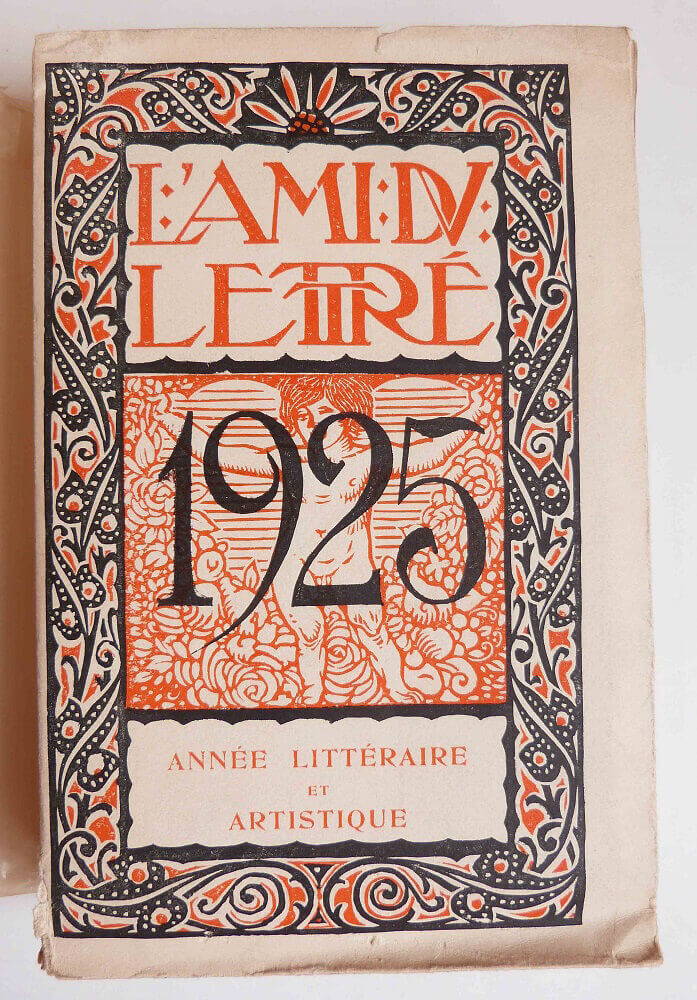 L'AMI:DV:
LETTRÉ
1925
ANNÉE LITTÉRAIRE
ET
ARTISTIQUE